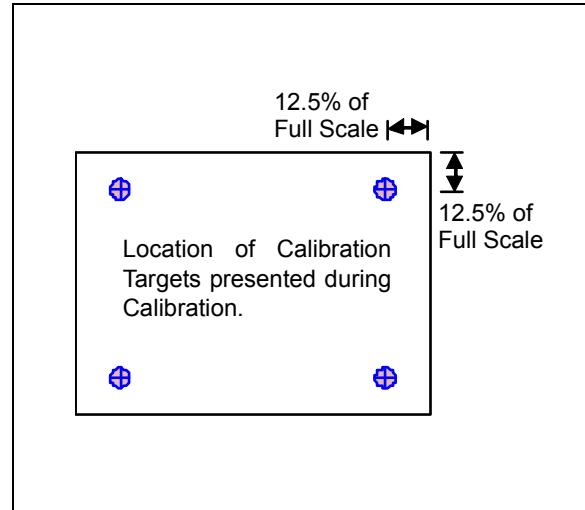 12.5% of
Full Scale
12.5% of
Full Scale
Location of Calibration
Targets presented during
Calibration.